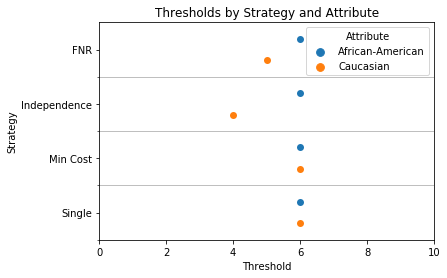 Thresholds by Strategy and Attribute
Attribute
African-American
Caucasian
FNR
Independence
Min Cost
Single
Strategy
0 2 4 6 8 10
Threshold